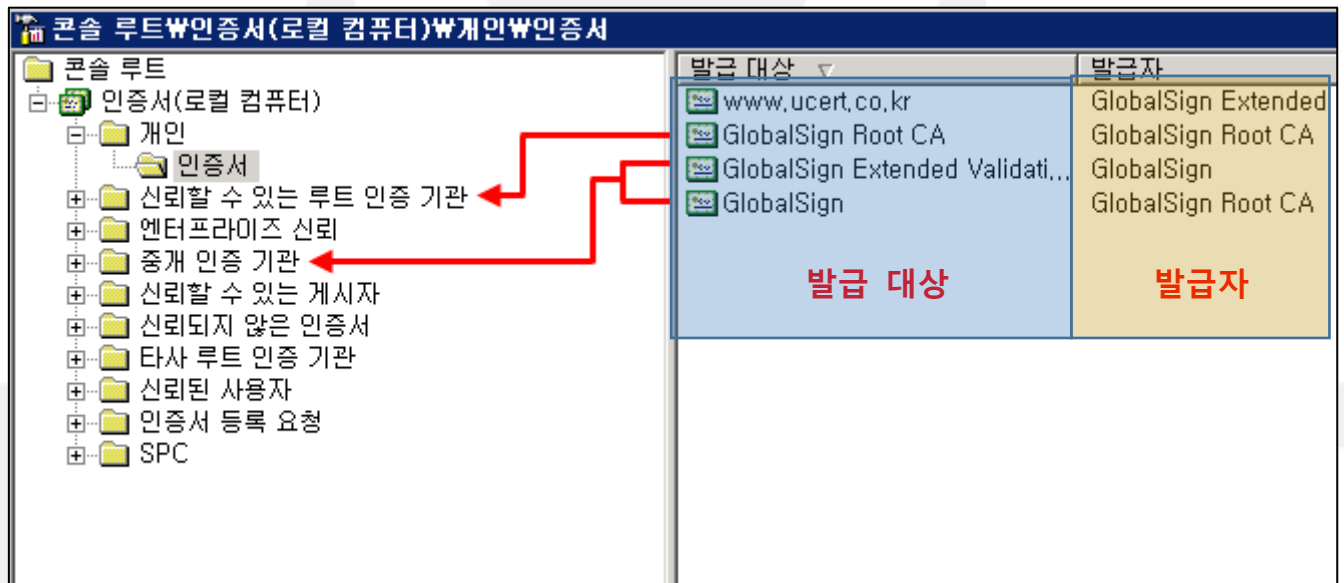 콘솔 루트₩인증서(로컬 컴퓨터)₩개인₩인증서
콘솔 루트
인증서(로컬 컴퓨터)
개인
인증서
신뢰할 수 있는 루트 인증 기관
엔터프라이즈 신뢰
중개 인증 기관
신뢰할 수 있는 게시자
신뢰되지 않은 인증서
타사 루트 인증 기관
신뢰된 사용자
인증서 등록 요청
SPC
발급 대상 발급자
www.ucert.co.kr GlobalSign Extended
GlobalSign Root CA GlobalSign Root CA
GlobalSign Extended Validati... GlobalSign
GlobalSign GlobalSign Root CA
발급 대상 발급자